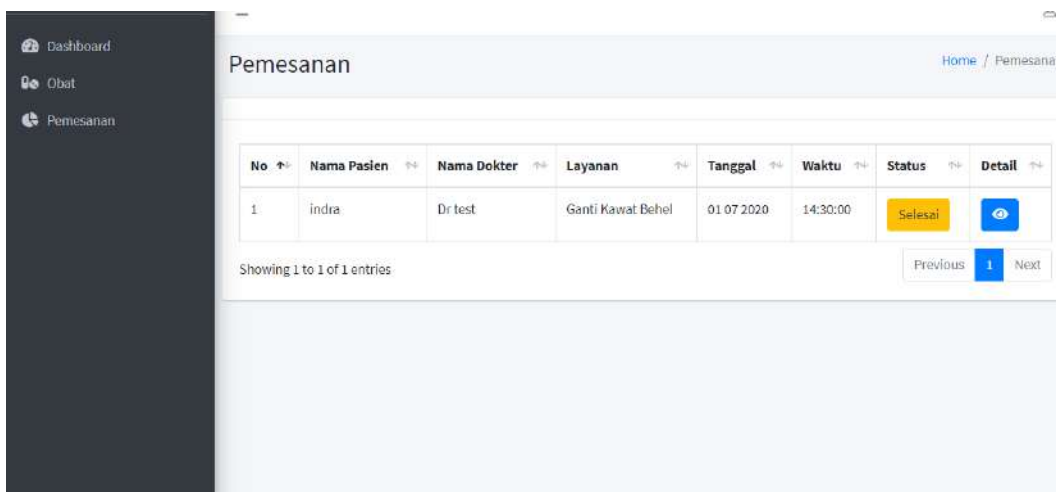 Dashboard
Obat
Pemesanan
Pemesanan
Home / Pemesana
No Nama Pasien Nama Dokter Layanan Tanggal Waktu Status Detail
1 indra Dr test Ganti Kawat Behel 01 07 2020 14:30:00 Selesai
Showing 1 to 1 of 1 entries
Previous 1 Next